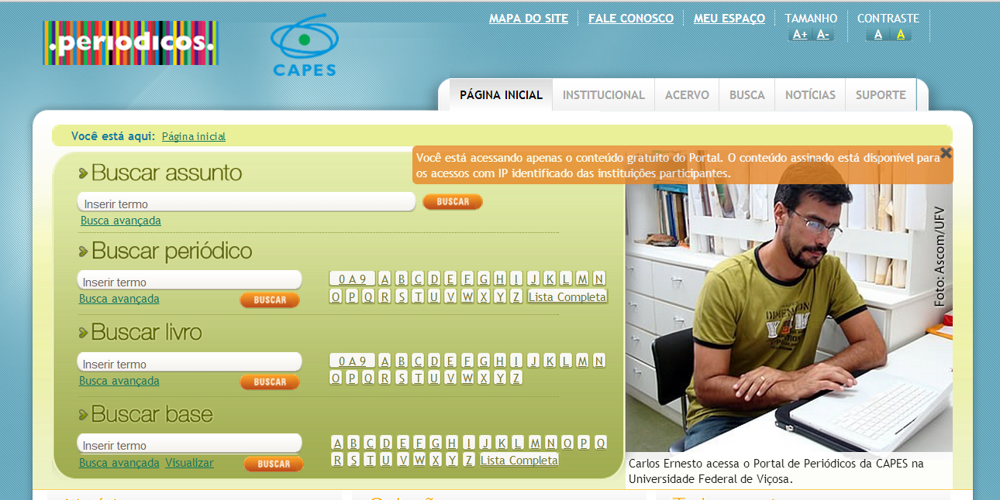 MAPA DO SITE FALE CONOSCO MEU ESPAÇO TAMANHO CONTRASTE
A+ A- A A
.periodicos.
CAPES
PÁGINA INICIAL INSTITUCIONAL ACERVO BUSCA NOTÍCIAS SUPORTE
Você está aqui: Página inicial
Você está acessando apenas o conteúdo gratuito do Portal. O conteúdo assinado está disponível para
os acessos com IP identificado das instituições participantes.
Buscar assunto
Inserir termo BUSCAR
Busca avançada
Buscar periódico
Inserir termo 0 A 9 A B C D E F G H I J K L M N
Busca avançada BUSCAR O P Q R S T U V W X Y Z Lista Completa
Buscar livro
Inserir termo 0 A 9 A B C D E F G H I J K L M N
Busca avançada BUSCAR O P Q R S T U V W X Y Z
Buscar base
Inserir termo A B C D E F G H I J K L M N O P Q
Busca avançada Visualizar BUSCAR R S T U V W X Y Z Lista Completa
Foto: Ascom/UFV
DIMENSION
Carlos Ernesto acessa o Portal de Periódicos da CAPES na
Universidade Federal de Viçosa.